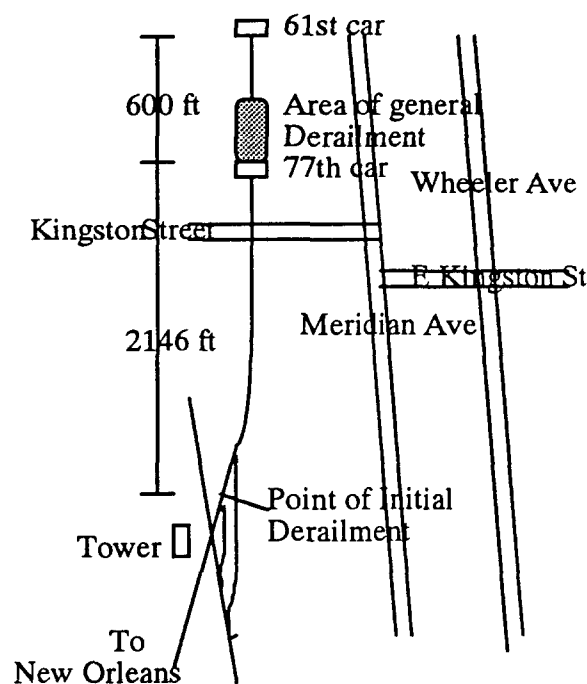 61st car
600 ft
Area of general
Derailment
77th car
Wheeler Ave
Kingston Street
E Kingston St
Meridian Ave
2146 ft
Point of Initial
Derailment
Tower
To
New Orleans